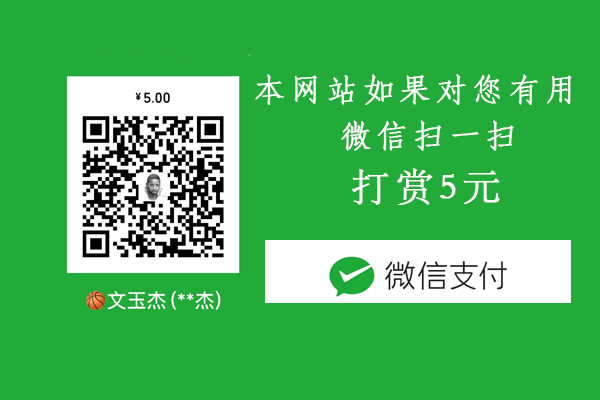 ¥5.00
🏀文玉杰(**杰)
本网站如果对您有用
微信扫一扫
打赏5元
微信支付